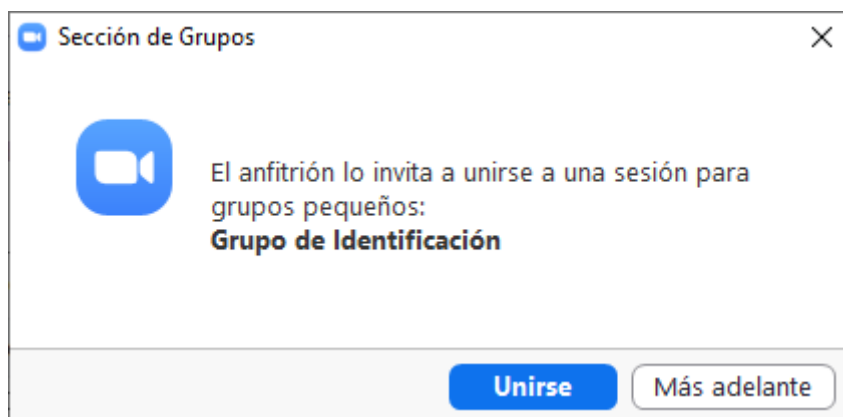 Sección de Grupos
El anfitrión lo invita a unirse a una sesión para
grupos pequeños:
Grupo de Identificación
Unirse
Más adelante